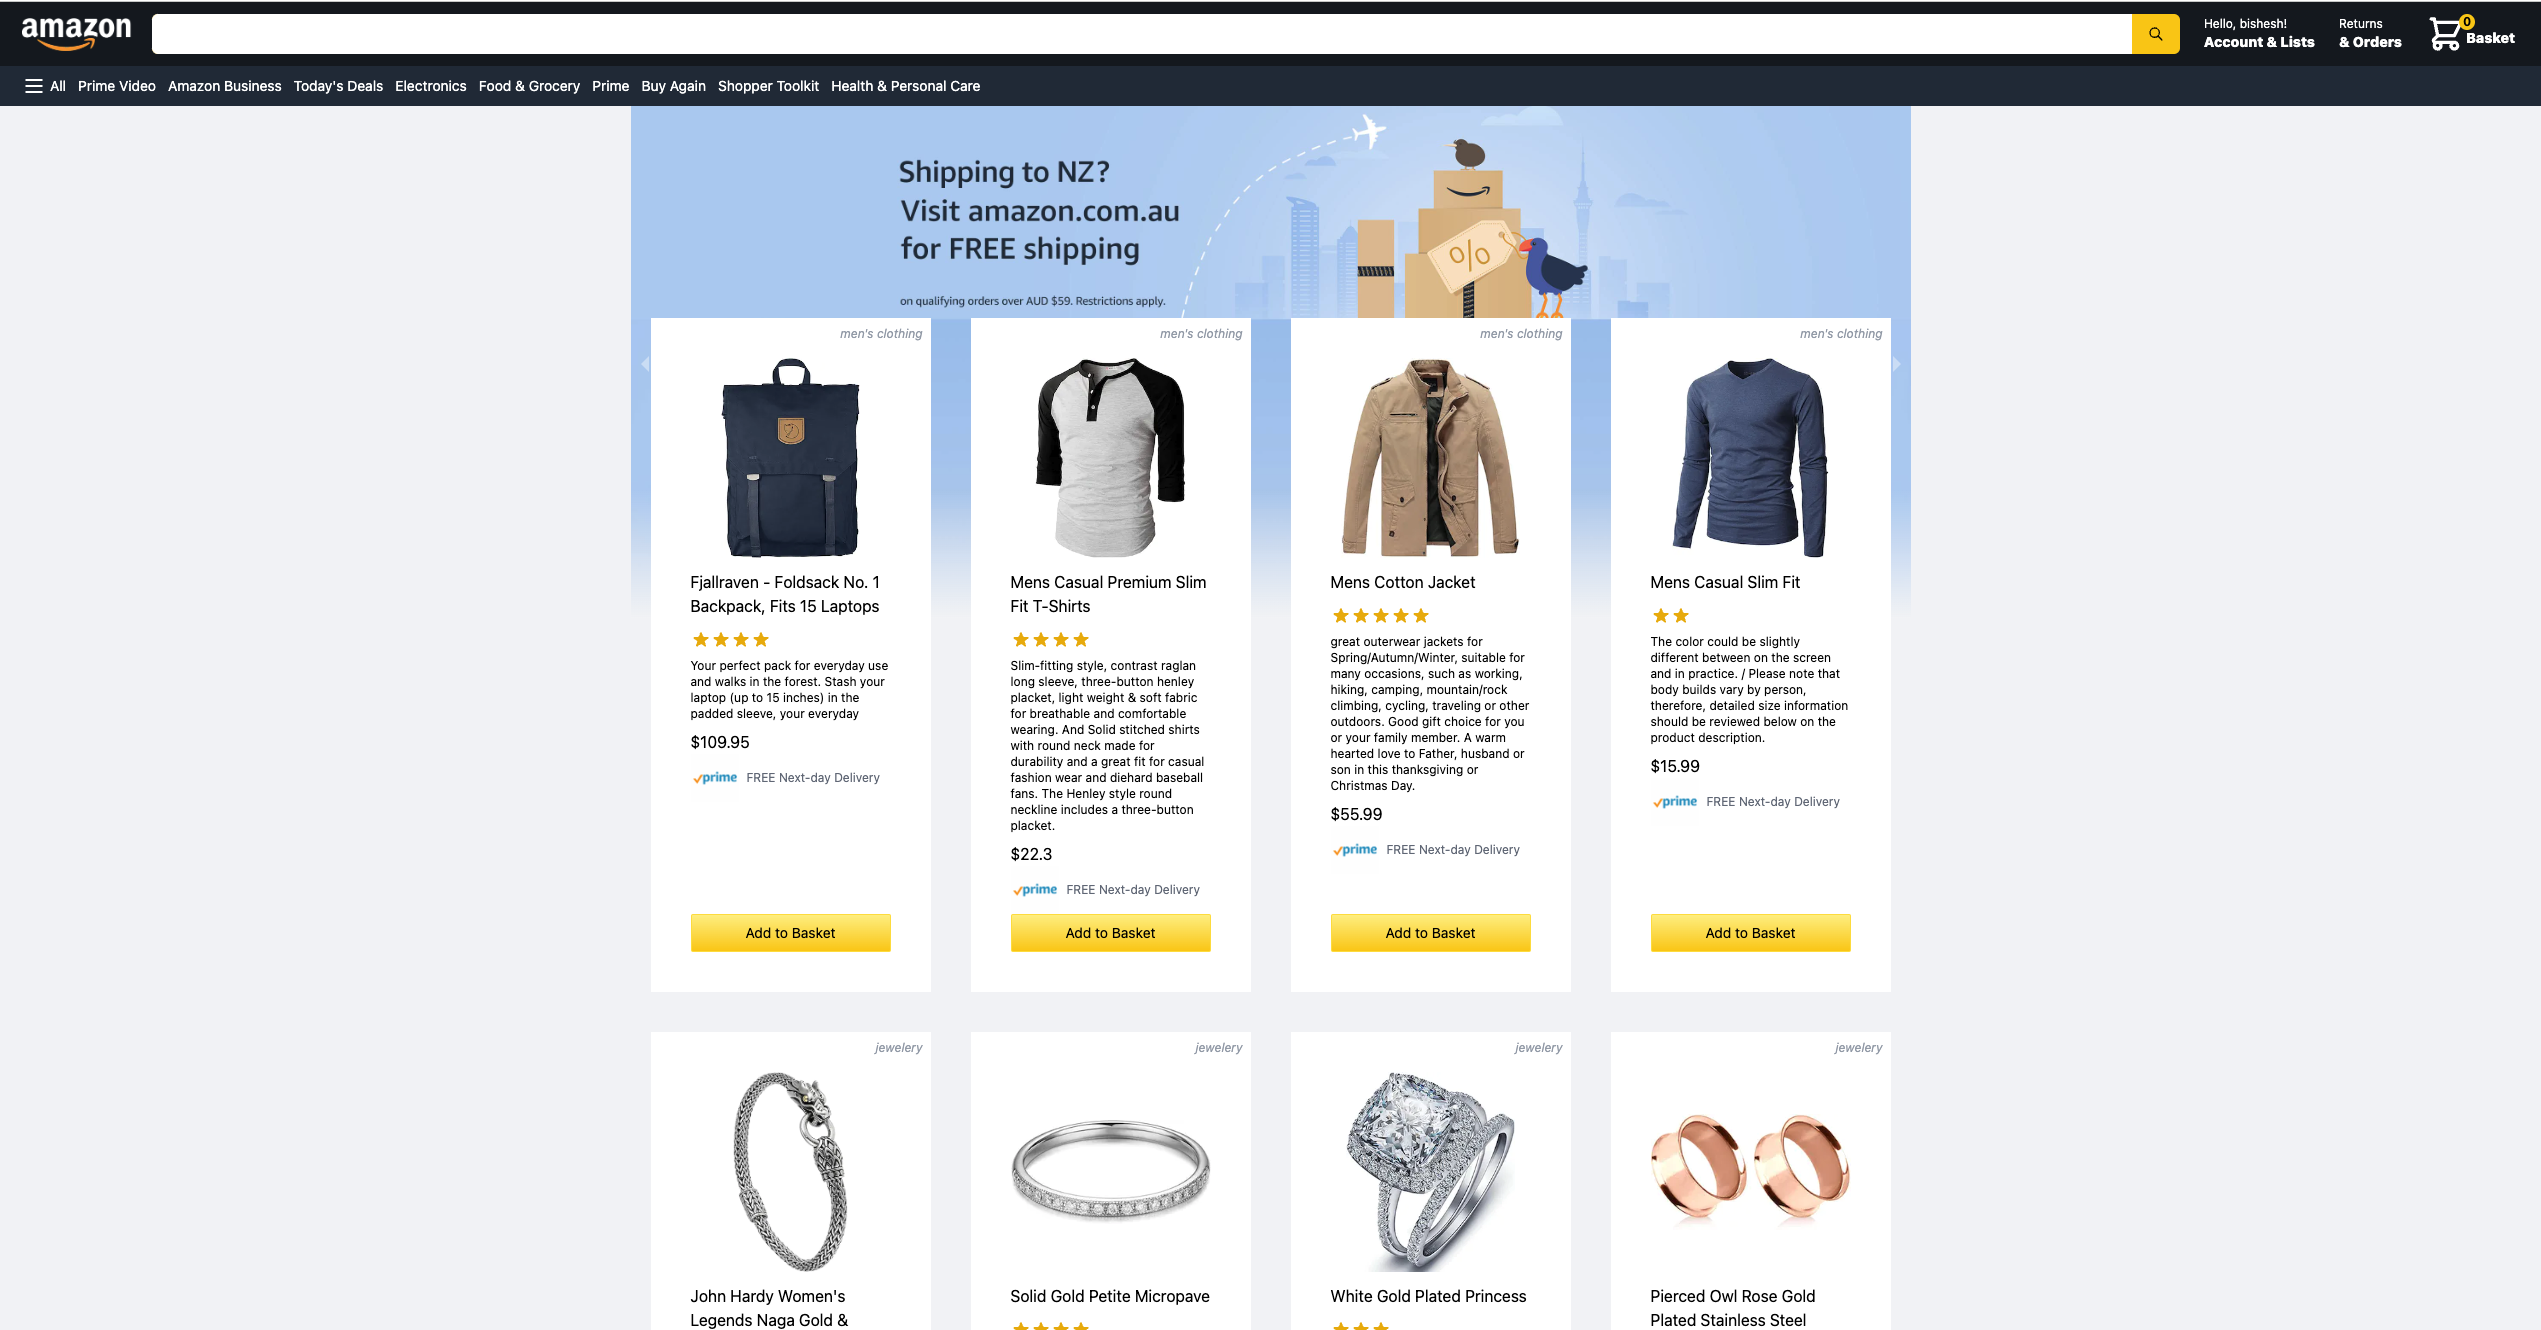 amazon
Hello, bishesh!
Account & Lists
Returns
& Orders
0
Basket
All Prime Video Amazon Business Today's Deals Electronics Food & Grocery Prime Buy Again Shopper Toolkit Health & Personal Care
Shipping to NZ?
Visit amazon.com.au
for FREE shipping
on qualifying orders over AUD $59. Restrictions apply.
%
men's clothing
Fjallraven - Foldsack No. 1
Backpack, Fits 15 Laptops
Your perfect pack for everyday use
and walks in the forest. Stash your
laptop (up to 15 inches) in the
padded sleeve, your everyday
$109.95
prime FREE Next-day Delivery
Add to Basket
men's clothing
Mens Casual Premium Slim
Fit T-Shirts
Slim-fitting style, contrast raglan
long sleeve, three-button henley
placket, light weight & soft fabric
for breathable and comfortable
wearing. And Solid stitched shirts
with round neck made for
durability and a great fit for casual
fashion wear and diehard baseball
fans. The Henley style round
neckline includes a three-button
placket.
$22.3
prime FREE Next-day Delivery
Add to Basket
men's clothing
Mens Cotton Jacket
great outerwear jackets for
Spring/Autumn/Winter, suitable for
many occasions, such as working,
hiking, camping, mountain/rock
climbing, cycling, traveling or other
outdoors. Good gift choice for you
or your family member. A warm
hearted love to Father, husband or
son in this thanksgiving or
Christmas Day.
$55.99
prime FREE Next-day Delivery
Add to Basket
men's clothing
Mens Casual Slim Fit
The color could be slightly
different between on the screen
and in practice. / Please note that
body builds vary by person,
therefore, detailed size information
should be reviewed below on the
product description.
$15.99
prime FREE Next-day Delivery
Add to Basket
jewelery
John Hardy Women's
Legends Naga Gold &
jewelery
Solid Gold Petite Micropave
jewelery
White Gold Plated Princess
jewelery
Pierced Owl Rose Gold
Plated Stainless Steel